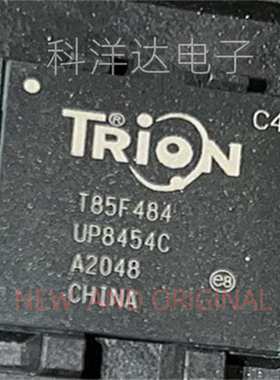 科洋达电子
C4
TRiON
®
T85F484
UP8454C
A2048
e8
CHINA
NEW AND ORIGINAL